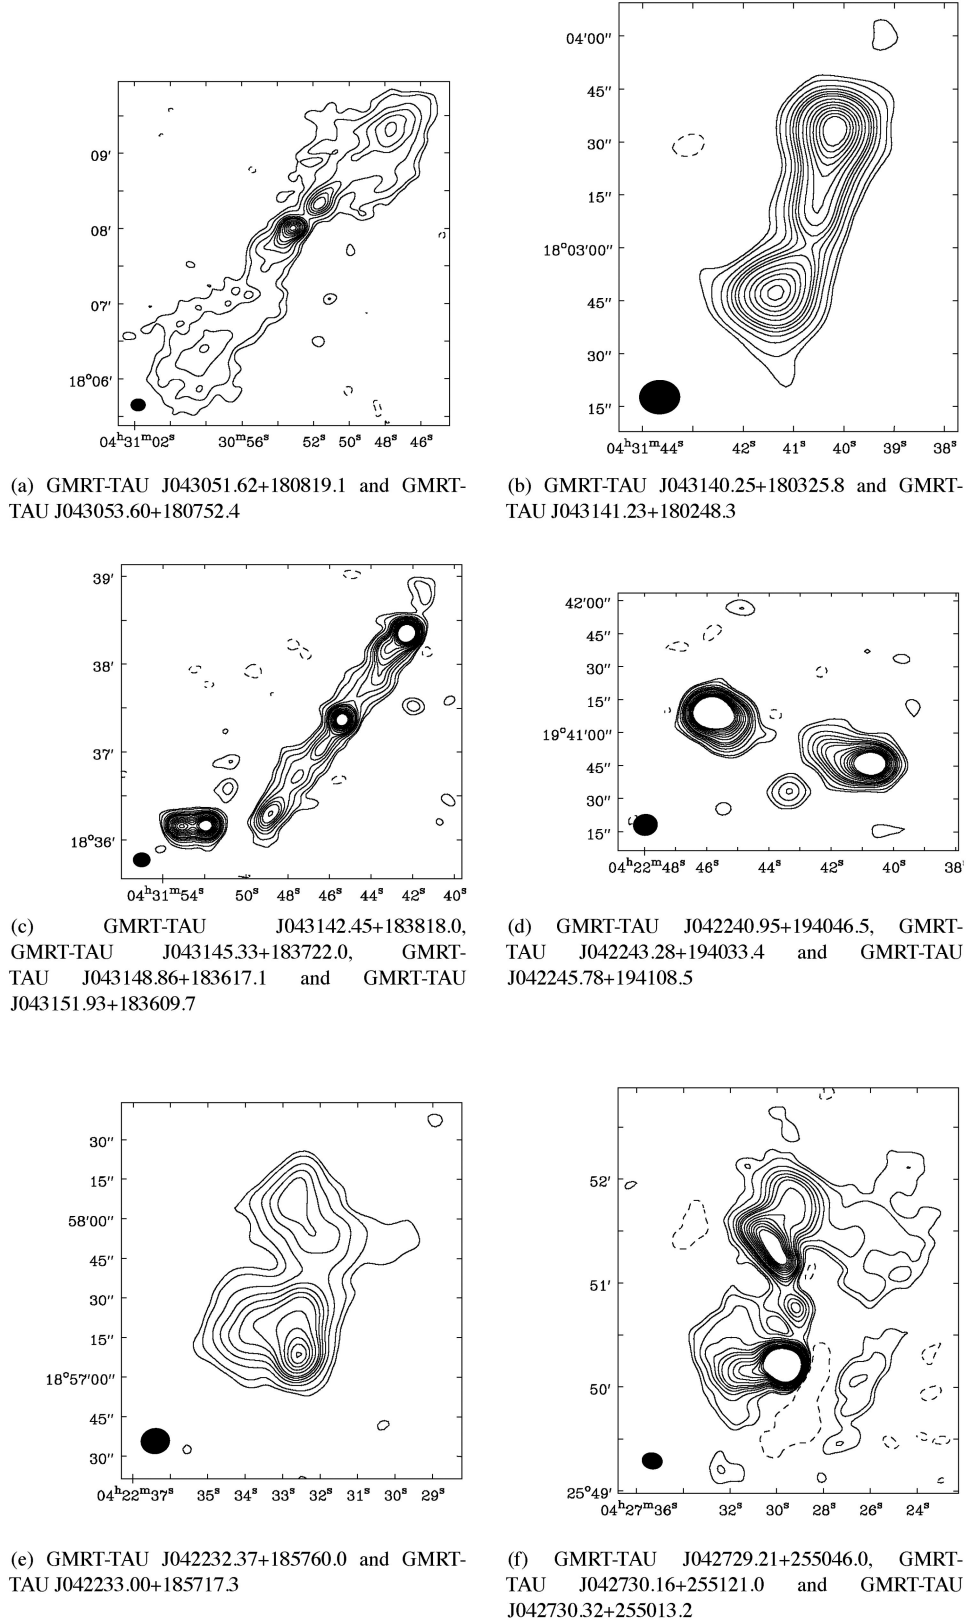 04′00″
45″
30″
15″
18°03′00″
45″
30″
15″
04ʰ31ᵐ44ˢ 42ˢ 41ˢ 40ˢ 39ˢ 38ˢ
09′
08′
07′
18°06′
04ʰ31ᵐ02ˢ 30ᵐ56ˢ 52ˢ 50ˢ 48ˢ 46ˢ
(a) GMRT-TAU J043051.62+180819.1 and GMRT-
TAU J043053.60+180752.4
(b) GMRT-TAU J043140.25+180325.8 and GMRT-
TAU J043141.23+180248.3
39′
38′
37′
18°36′
04ʰ31ᵐ54ˢ 50ˢ 48ˢ 46ˢ 44ˢ 42ˢ 40ˢ
42′00″
45″
30″
15″
19°41′00″
45″
30″
15″
04ʰ22ᵐ48ˢ 46ˢ 44ˢ 42ˢ 40ˢ 38ˢ
(c) GMRT-TAU J043142.45+183818.0,
GMRT-TAU J043145.33+183722.0, GMRT-
TAU J043148.86+183617.1 and GMRT-TAU
J043151.93+183609.7
(d) GMRT-TAU J042240.95+194046.5, GMRT-
TAU J042243.28+194033.4 and GMRT-TAU
J042245.78+194108.5
30″
15″
58′00″
45″
30″
15″
18°57′00″
45″
30″
04ʰ22ᵐ37ˢ 35ˢ 34ˢ 33ˢ 32ˢ 31ˢ 30ˢ 29ˢ
52′
51′
50′
25°49′
04ʰ27ᵐ36ˢ 32ˢ 30ˢ 28ˢ 26ˢ 24ˢ
(e) GMRT-TAU J042232.37+185760.0 and GMRT-
TAU J042233.00+185717.3
(f) GMRT-TAU J042729.21+255046.0, GMRT-
TAU J042730.16+255121.0 and GMRT-TAU
J042730.32+255013.2